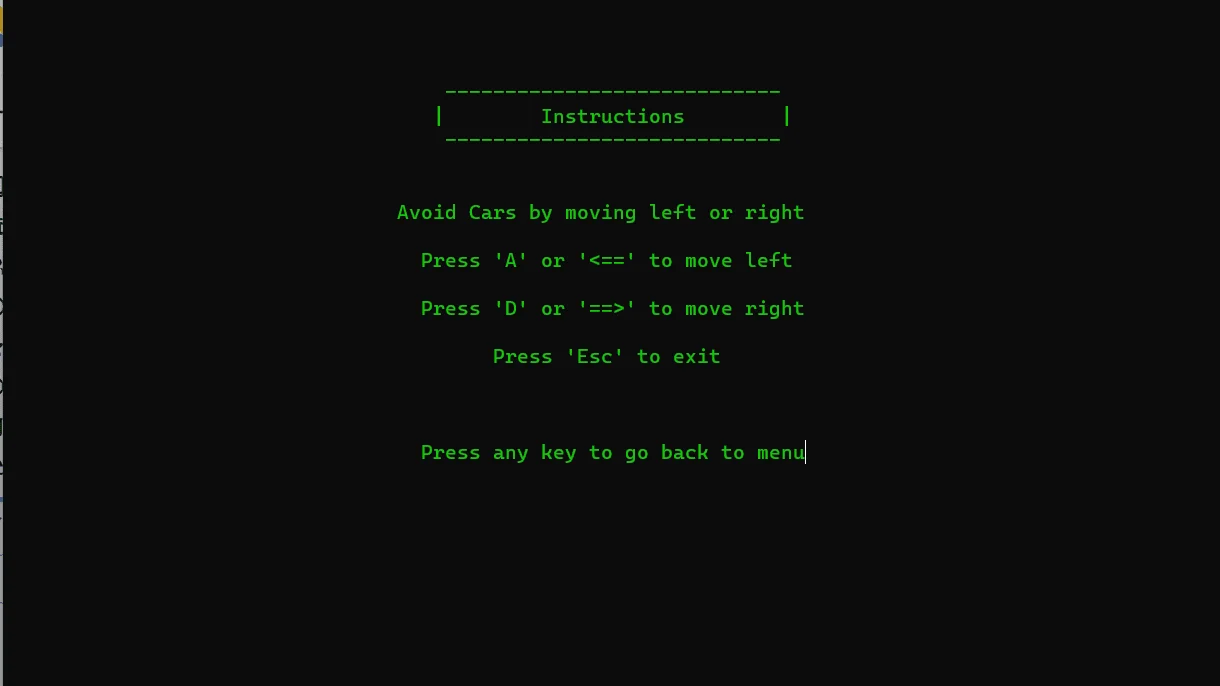 ----------------------------
| Instructions |
----------------------------
Avoid Cars by moving left or right
Press 'A' or '<==' to move left
Press 'D' or '==>' to move right
Press 'Esc' to exit
Press any key to go back to menu